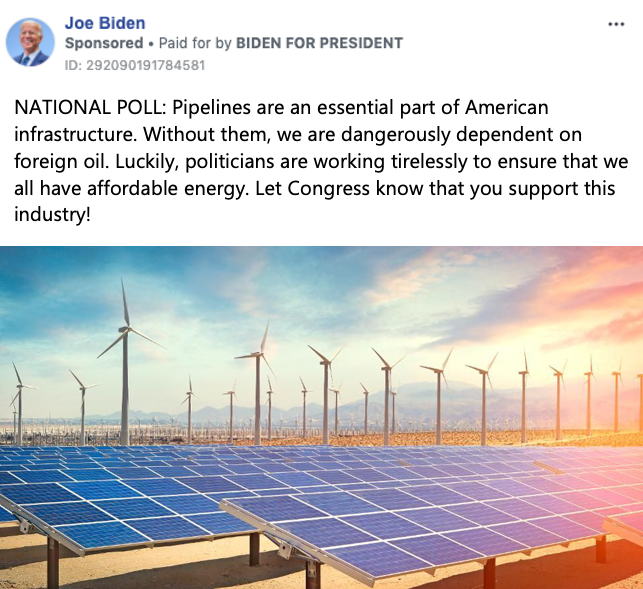 Joe Biden
Sponsored • Paid for by BIDEN FOR PRESIDENT
ID: 292090191784581
NATIONAL POLL: Pipelines are an essential part of American
infrastructure. Without them, we are dangerously dependent on
foreign oil. Luckily, politicians are working tirelessly to ensure that we
all have affordable energy. Let Congress know that you support this
industry!